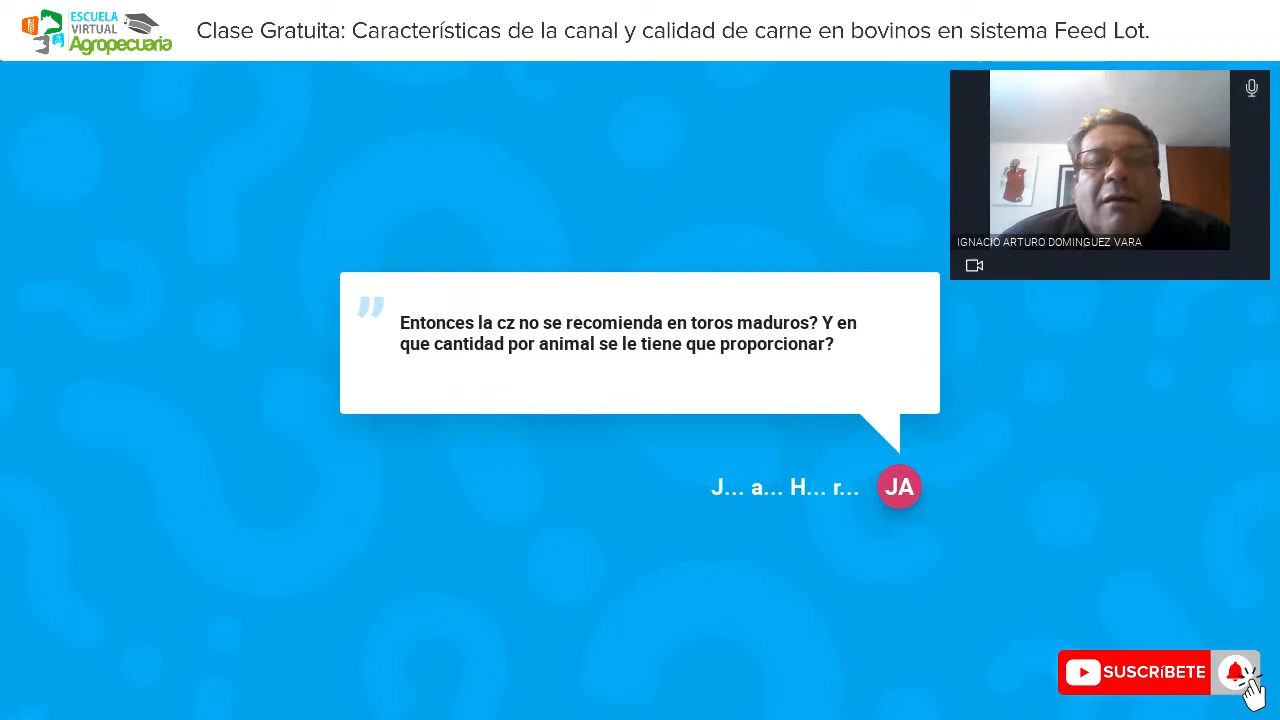 ESCUELA
VIRTUAL
Agropecuaria
Clase Gratuita: Características de la canal y calidad de carne en bovinos en sistema Feed Lot.
IGNACIO ARTURO DOMINGUEZ VARA
Entonces la cz no se recomienda en toros maduros? Y en
que cantidad por animal se le tiene que proporcionar?
J... a... H... r...
JA
SUSCRíBETE